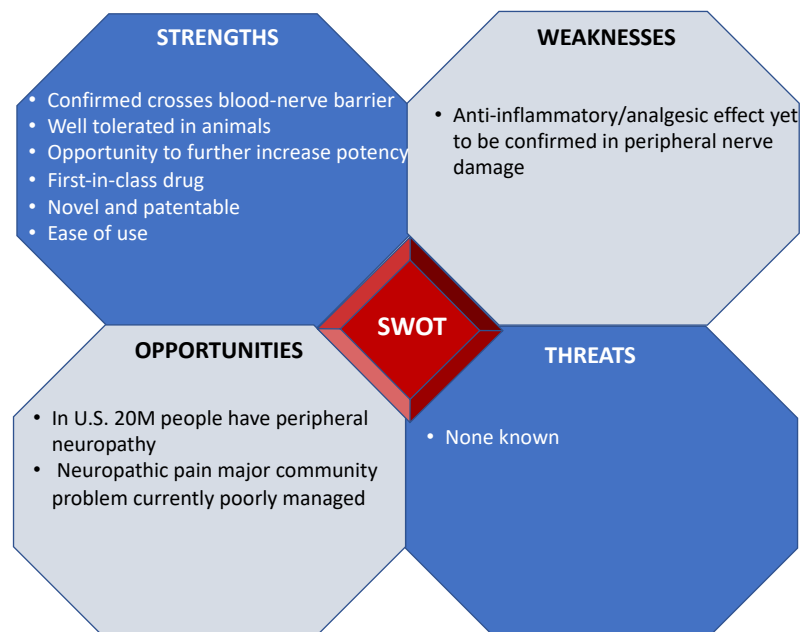 STRENGTHS
• Confirmed crosses blood-nerve barrier
• Well tolerated in animals
• Opportunity to further increase potency
• First-in-class drug
• Novel and patentable
• Ease of use
WEAKNESSES
• Anti-inflammatory/analgesic effect yet
to be confirmed in peripheral nerve
damage
SWOT
OPPORTUNITIES
• In U.S. 20M people have peripheral
neuropathy
• Neuropathic pain major community
problem currently poorly managed
THREATS
• None known